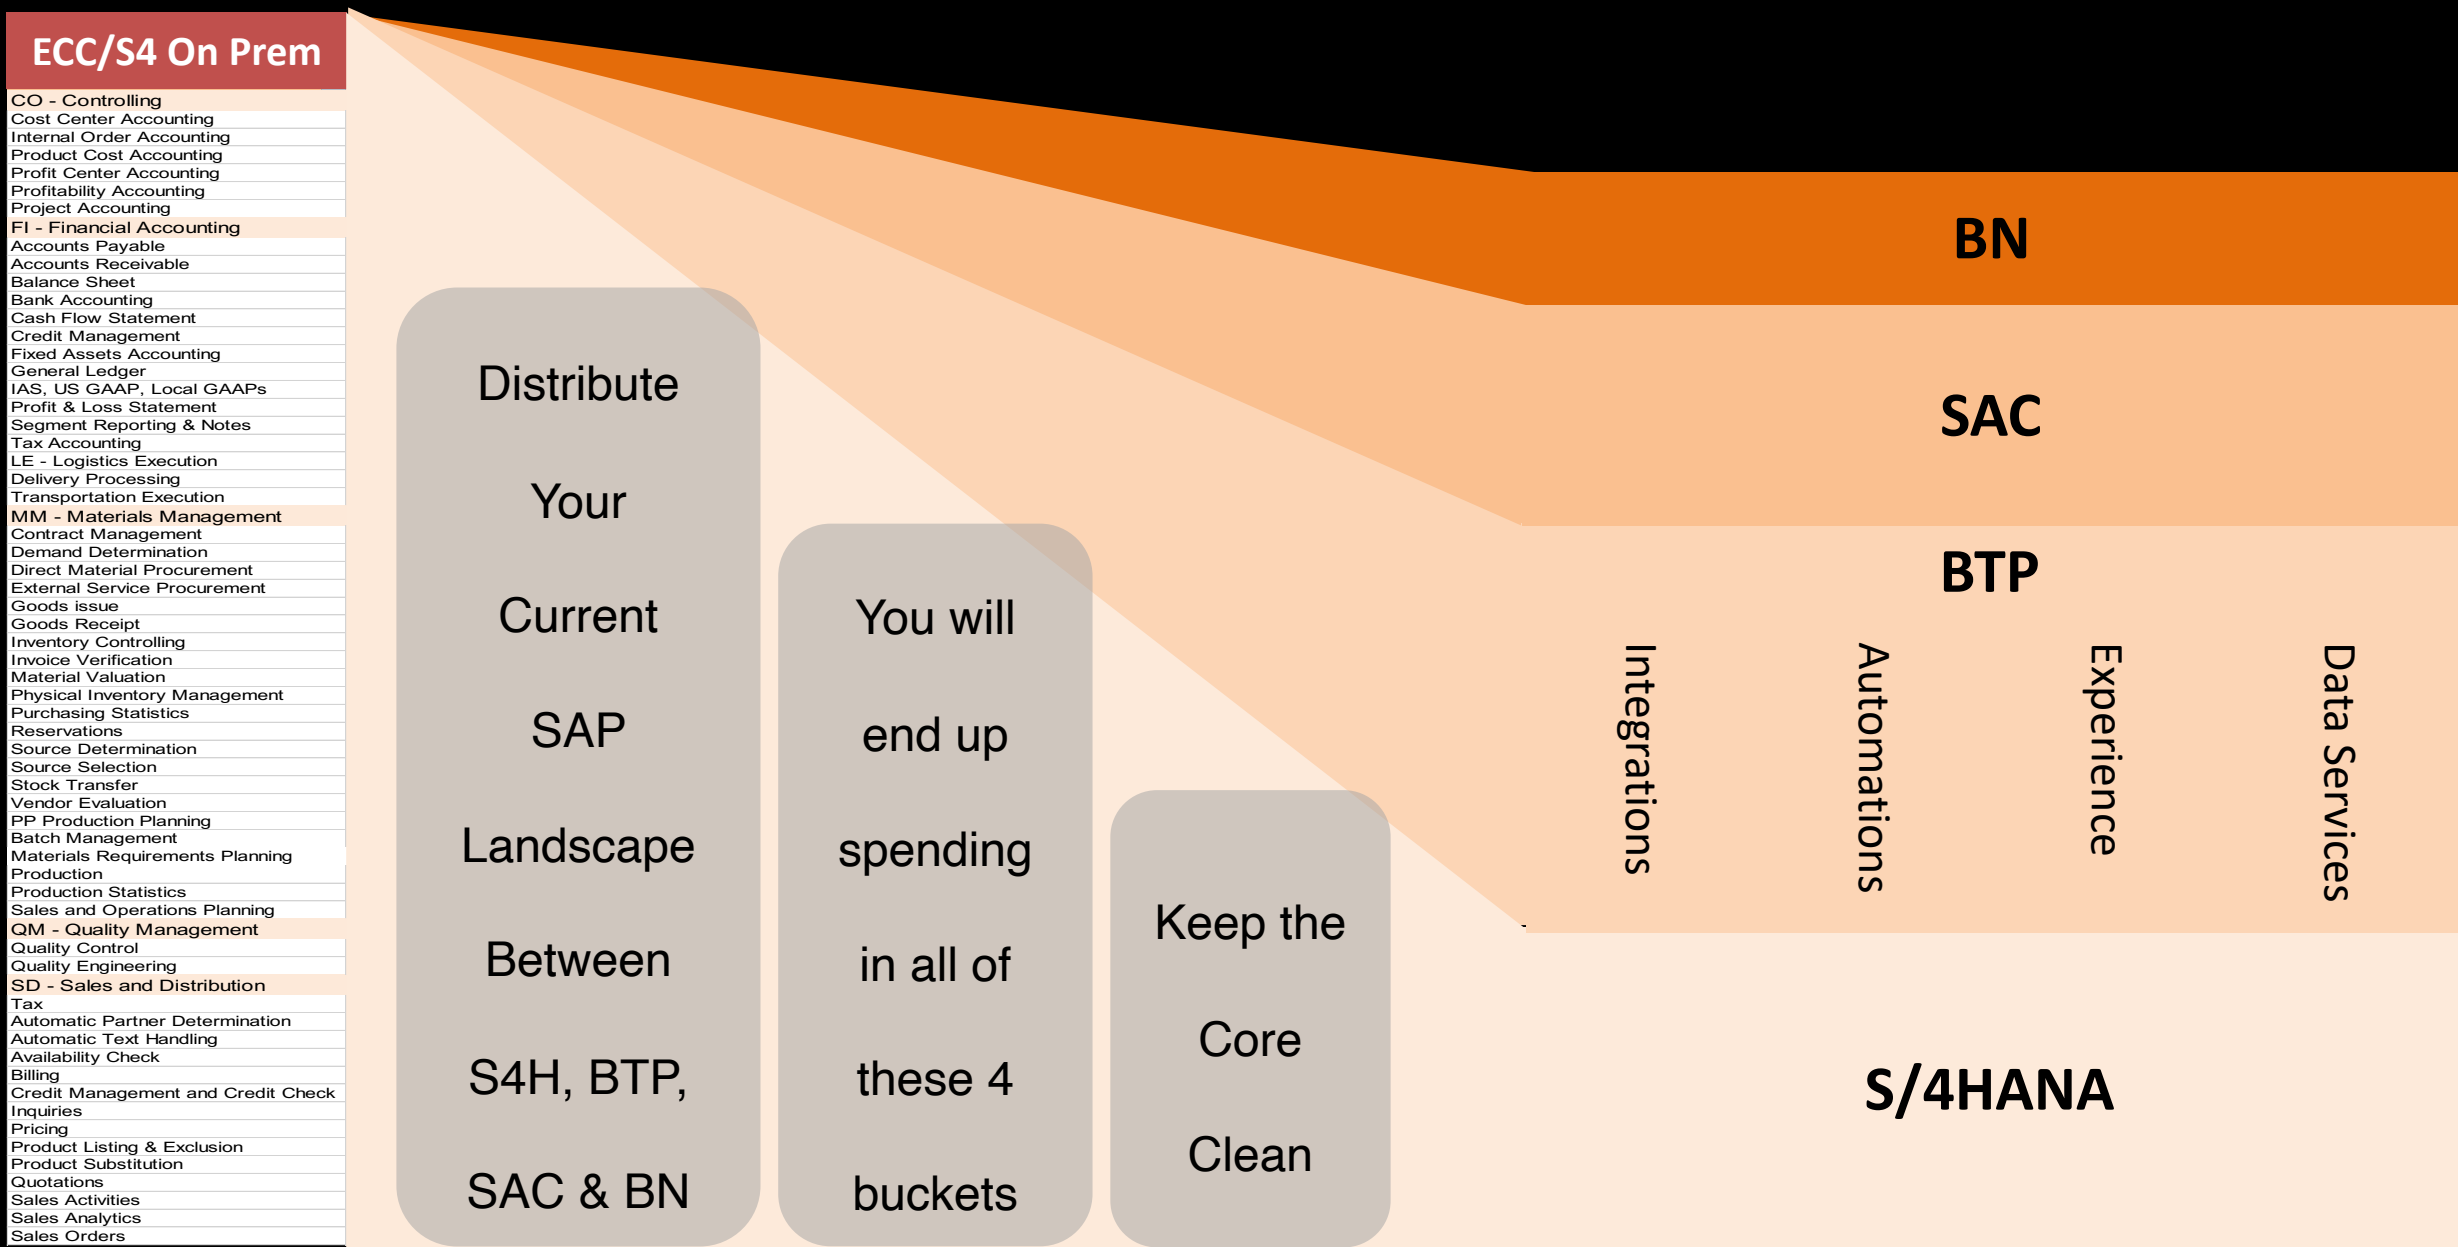 ECC/S4 On Prem
CO - Controlling
Cost Center Accounting
Internal Order Accounting
Product Cost Accounting
Profit Center Accounting
Profitability Accounting
Project Accounting
FI - Financial Accounting
Accounts Payable
Accounts Receivable
Balance Sheet
Bank Accounting
Cash Flow Statement
Credit Management
Fixed Assets Accounting
General Ledger
IAS, US GAAP, Local GAAPs
Profit & Loss Statement
Segment Reporting & Notes
Tax Accounting
LE - Logistics Execution
Delivery Processing
Transportation Execution
MM - Materials Management
Contract Management
Demand Determination
Direct Material Procurement
External Service Procurement
Goods issue
Goods Receipt
Inventory Controlling
Invoice Verification
Material Valuation
Physical Inventory Management
Purchasing Statistics
Reservations
Source Determination
Source Selection
Stock Transfer
Vendor Evaluation
PP Production Planning
Batch Management
Materials Requirements Planning
Production
Production Statistics
Sales and Operations Planning
QM - Quality Management
Quality Control
Quality Engineering
SD - Sales and Distribution
Tax
Automatic Partner Determination
Automatic Text Handling
Availability Check
Billing
Credit Management and Credit Check
Inquiries
Pricing
Product Listing & Exclusion
Product Substitution
Quotations
Sales Activities
Sales Analytics
Sales Orders
Distribute
Your
Current
SAP
Landscape
Between
S4H, BTP,
SAC & BN
You will
end up
spending
in all of
these 4
buckets
Keep the
Core
Clean
BN
SAC
BTP
Integrations
Automations
Experience
Data Services
S/4HANA